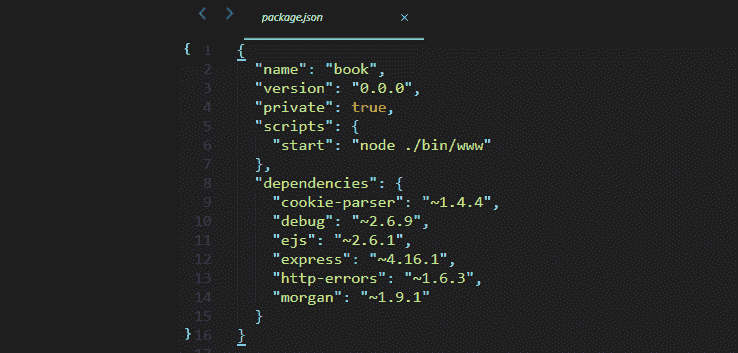 package.json ×
{ 1 {
2 "name": "book",
3 "version": "0.0.0",
4 "private": true,
5 "scripts": {
6 "start": "node ./bin/www"
7 },
8 "dependencies": {
9 "cookie-parser": "~1.4.4",
10 "debug": "~2.6.9",
11 "ejs": "~2.6.1",
12 "express": "~4.16.1",
13 "http-errors": "~1.6.3",
14 "morgan": "~1.9.1"
15 }
} 16 }
17